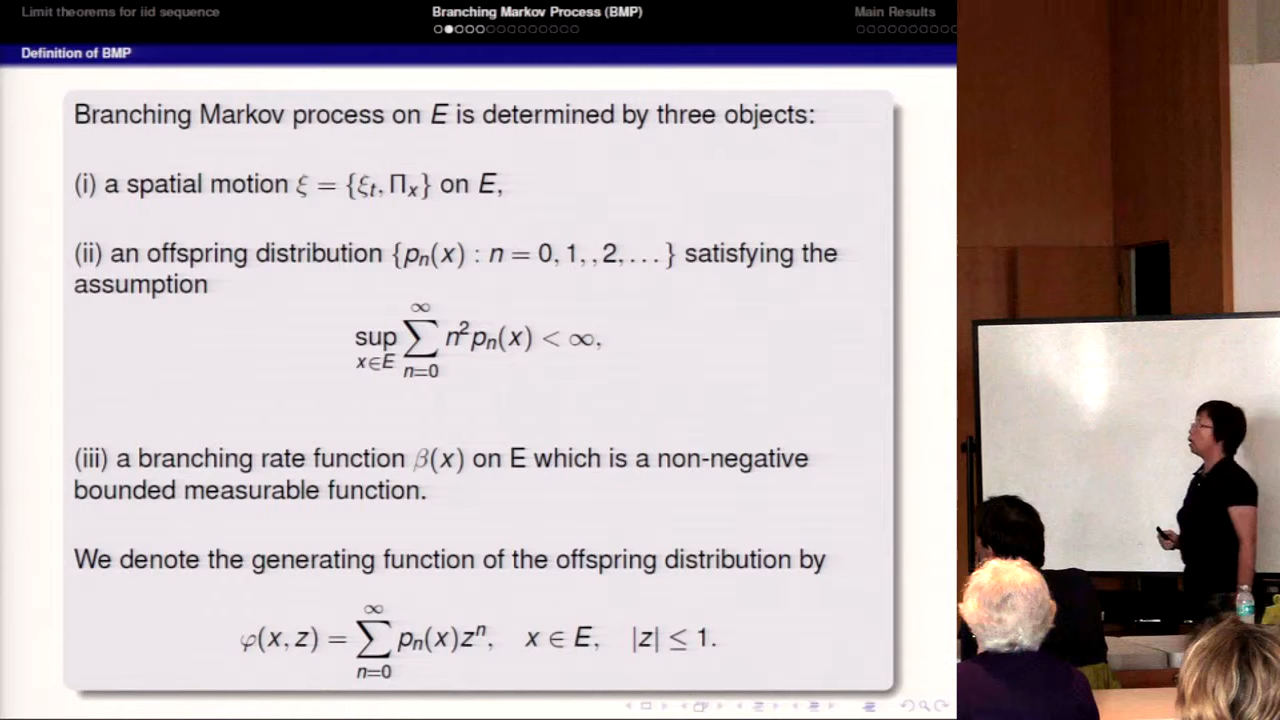 Limit theorems for iid sequence Branching Markov Process (BMP) Main Results
Definition of BMP
Branching Markov process on E is determined by three objects:
(i) a spatial motion ξ = {ξ_t, Π_x} on E,
(ii) an offspring distribution {p_n(x) : n = 0, 1, , 2, . . . } satisfying the
assumption
sup_{x∈E} ∑_{n=0}^{∞} n²p_n(x) < ∞,
(iii) a branching rate function β(x) on E which is a non-negative
bounded measurable function.
We denote the generating function of the offspring distribution by
φ(x, z) = ∑_{n=0}^{∞} p_n(x)z^n, x ∈ E, |z| ≤ 1.